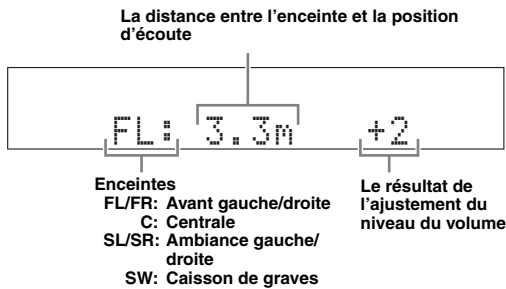 La distance entre l'enceinte et la position
d'écoute
FL: 3.3m +2
Enceintes
FL/FR: Avant gauche/droite
C: Centrale
SL/SR: Ambiance gauche/
droite
SW: Caisson de graves
Le résultat de
l'ajustement du
niveau du volume